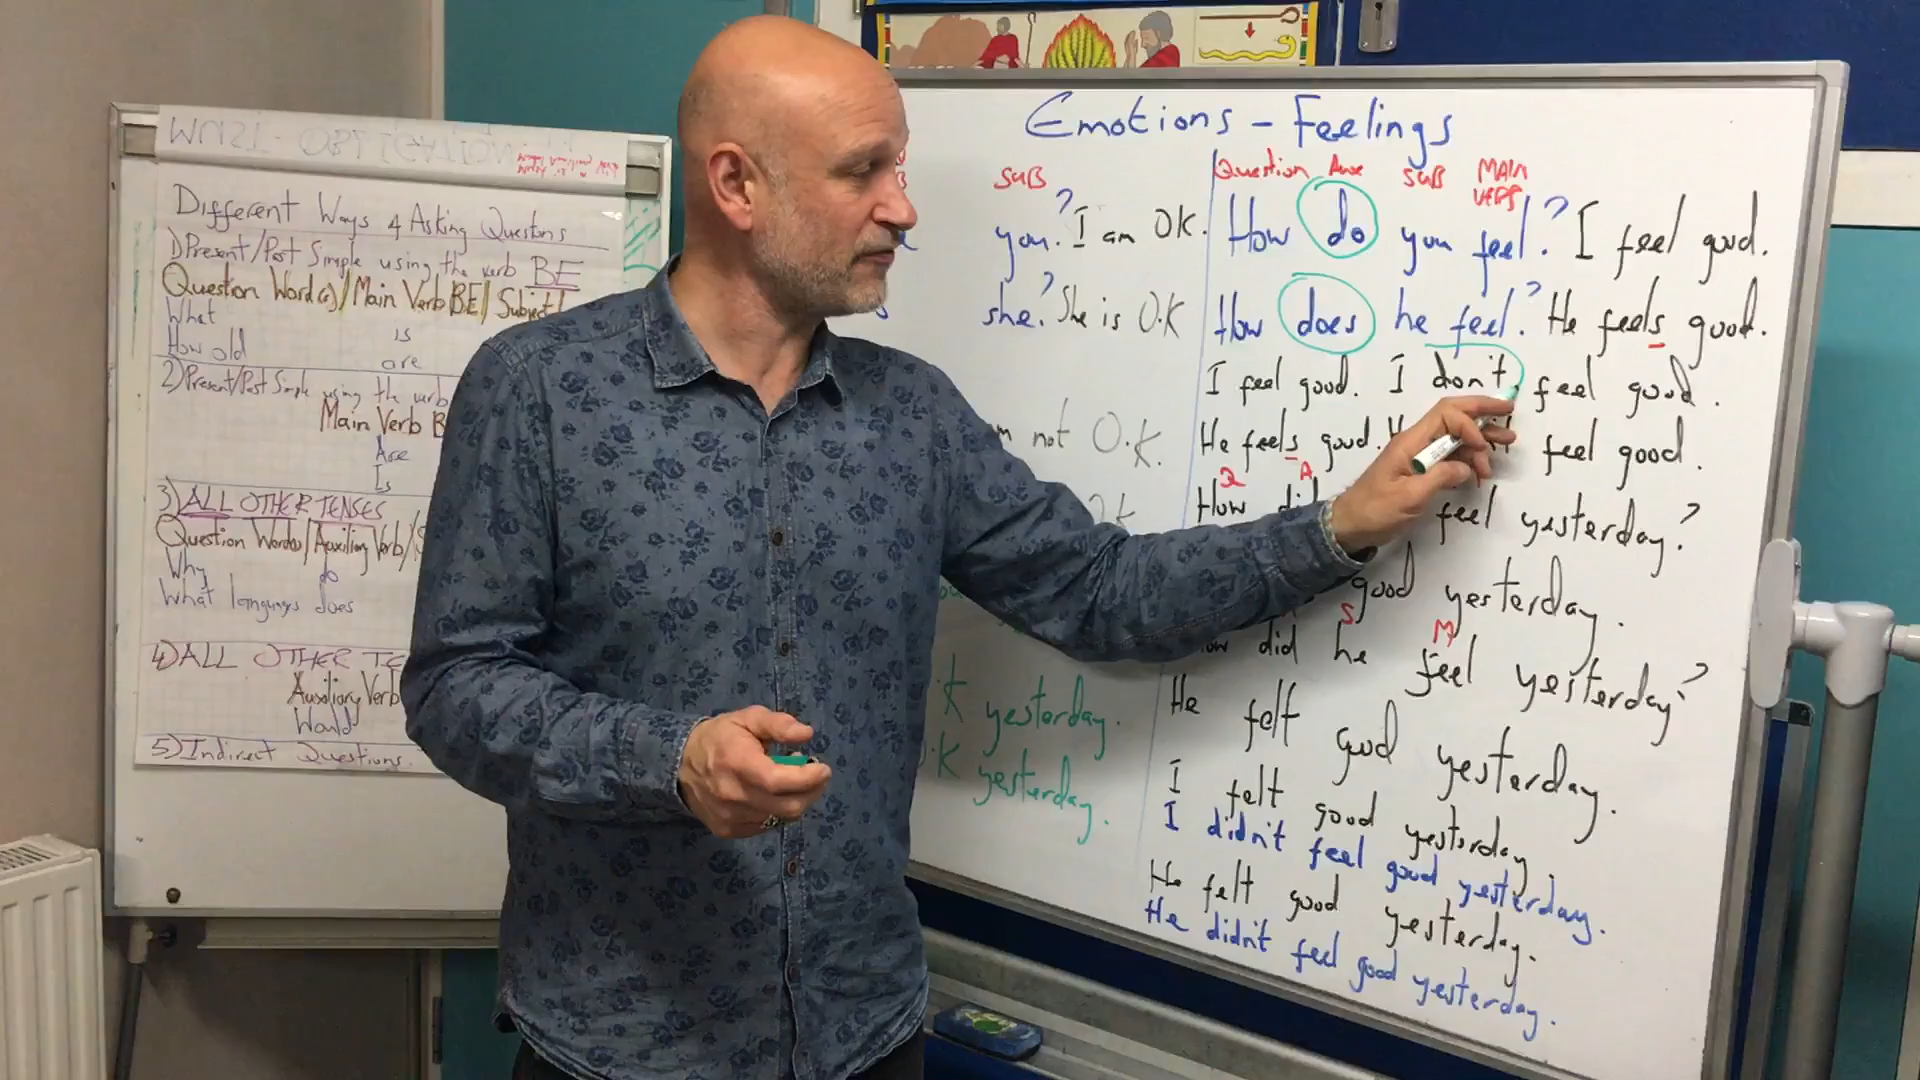 Different Ways of Asking Questions
1) Present/Past Simple using the verb BE
Question Word(s)/Main Verb BE/Subject
What is
How old are
2) Present/Past Simple using the verb
Main Verb B
Are
Is
3) ALL OTHER TENSES
Question Word(s)/Auxiliary Verb/S
Why do
What languages does
4) ALL OTHER TE
Auxiliary Verb
Would
5) Indirect Questions.
Emotions - Feelings
SUB
you? I am OK.
she? She is O.K
not O.K.
K yesterday.
K yesterday.
Question Aux SUB MAIN VERB
How do you feel? I feel good.
How does he feel? He feels good.
I feel good. I don't feel good.
He feels good. feel good.
Q A
How feel yesterday?
good yesterday.
S M
did he feel yesterday?
He felt good yesterday.
I felt good yesterday
I didn't feel good yesterday.
He felt good yesterday.
He didn't feel good yesterday.